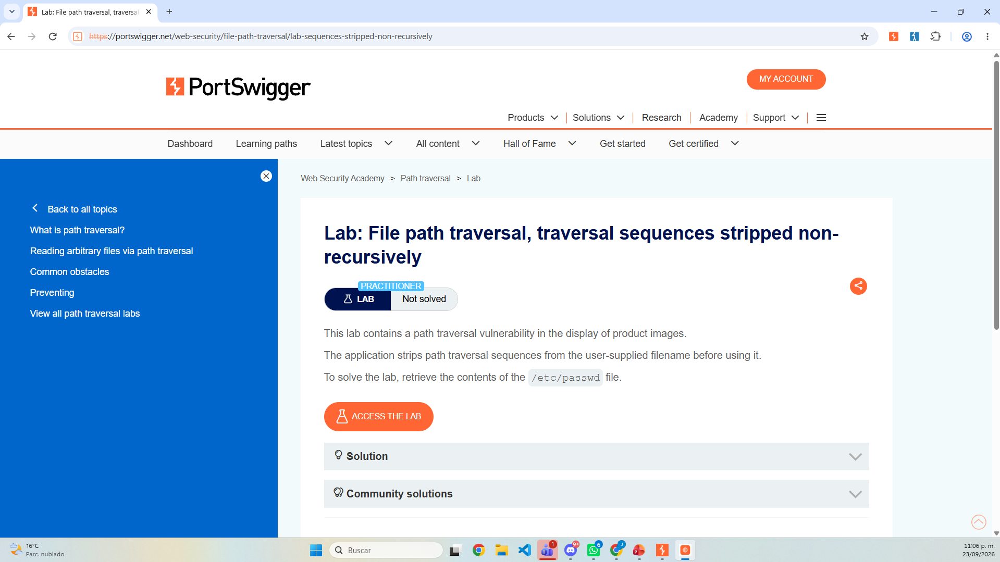 Lab: File path traversal, traversal
https://portswigger.net/web-security/file-path-traversal/lab-sequences-stripped-non-recursively
PortSwigger
MY ACCOUNT
Products
Solutions
Research
Academy
Support
Dashboard
Learning paths
Latest topics
All content
Hall of Fame
Get started
Get certified
Back to all topics
What is path traversal?
Reading arbitrary files via path traversal
Common obstacles
Preventing
View all path traversal labs
Web Security Academy > Path traversal > Lab
Lab: File path traversal, traversal sequences stripped non-
recursively
PRACTITIONER
LAB
Not solved
This lab contains a path traversal vulnerability in the display of product images.
The application strips path traversal sequences from the user-supplied filename before using it.
To solve the lab, retrieve the contents of the /etc/passwd file.
ACCESS THE LAB
Solution
Community solutions
16°C
Parc. nublado
Buscar
1
9+
6
J
11:06 p. m.
23/09/2026